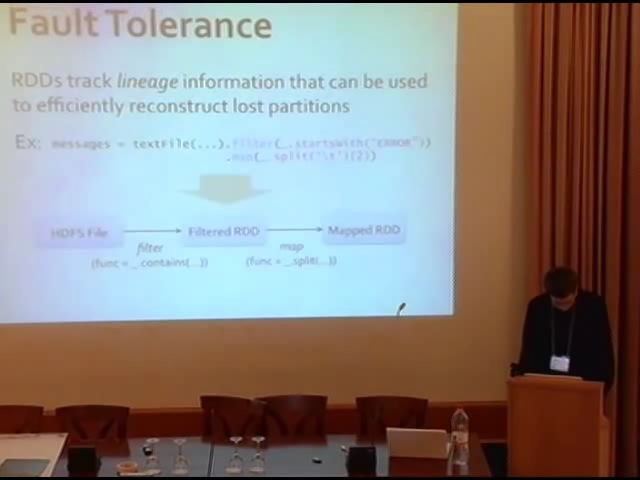 Fault Tolerance
RDDs track lineage information that can be used
to efficiently reconstruct lost partitions
Ex: messages = textFile(...).filter(_.startsWith("ERROR"))
.map(_.split('\t')(2))
HDFS File
filter
(func = _.contains(...))
Filtered RDD
map
(func = _.split(...))
Mapped RDD